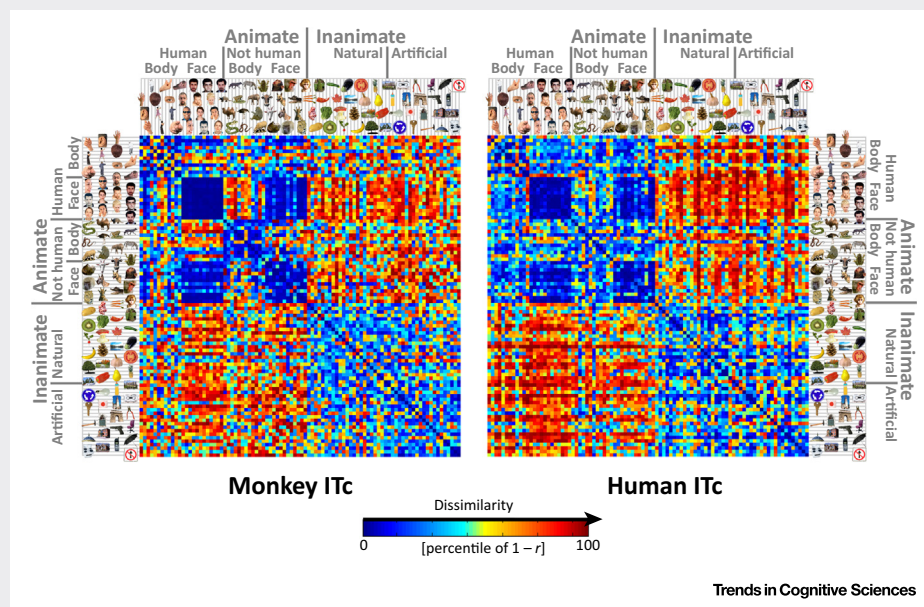 Animate Inanimate
Human Not human Natural Artificial
Body Face Body Face
Animate Inanimate
Human Not human Natural Artificial
Body Face Body Face
Animate Inanimate
Human Not human Natural Artificial
Body Face Body Face
Human Not human Natural Artificial
Body Face Body Face
Animate Inanimate
Monkey ITc Human ITc
Dissimilarity
0 [percentile of 1 – r] 100
Trends in Cognitive Sciences